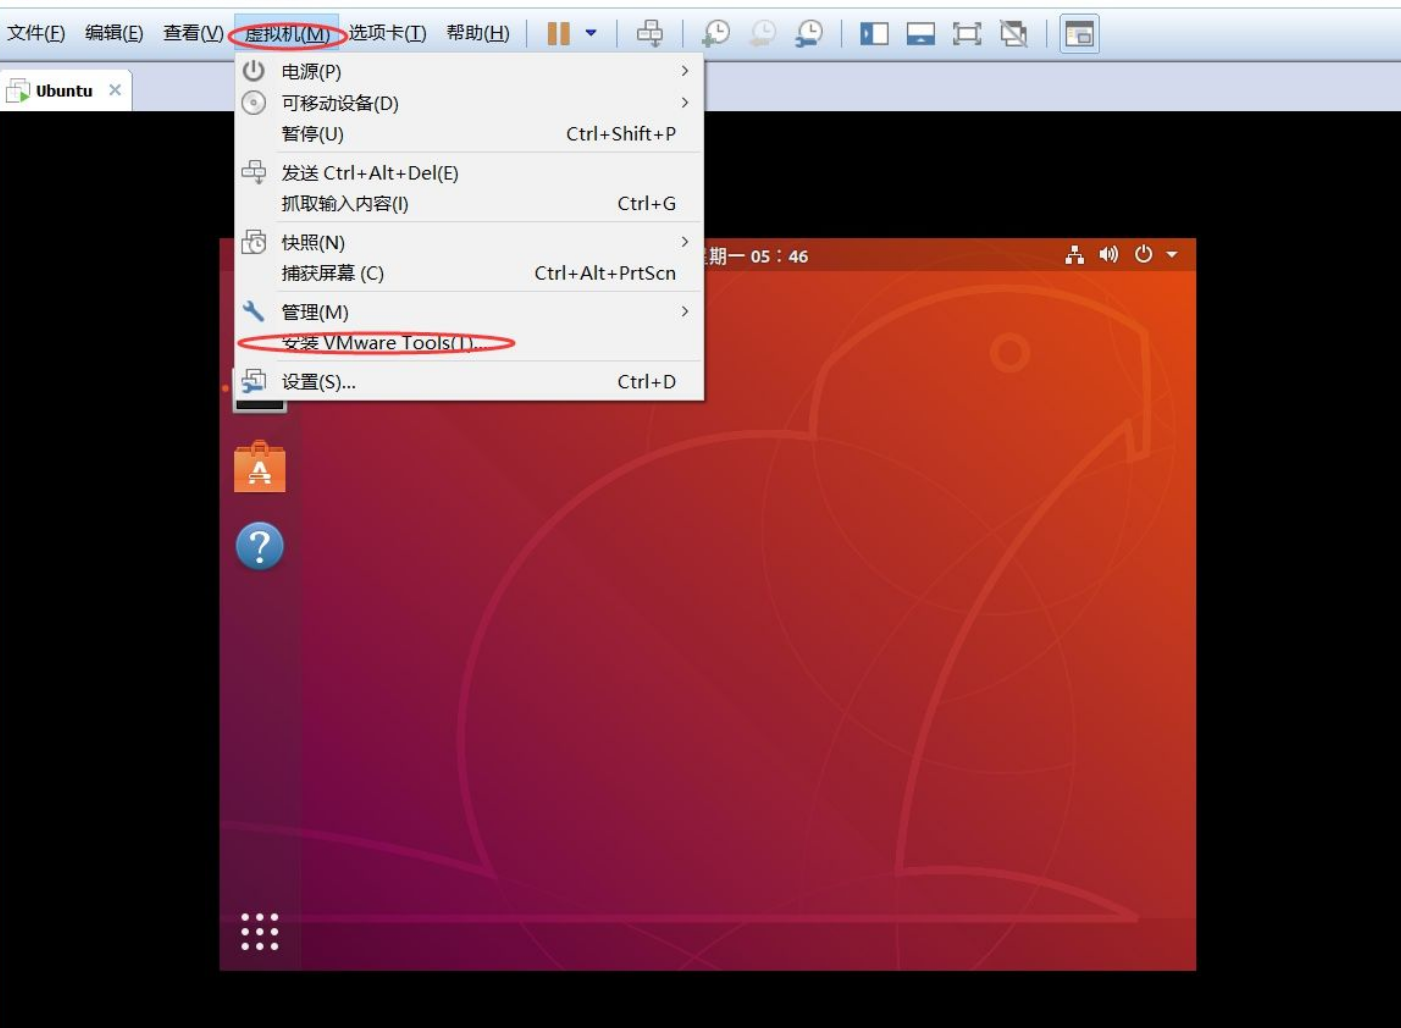 文件(F) 编辑(E) 查看(V) 虚拟机(M) 选项卡(T) 帮助(H)
Ubuntu
电源(P)
可移动设备(D)
暂停(U) Ctrl+Shift+P
发送 Ctrl+Alt+Del(E)
抓取输入内容(I) Ctrl+G
快照(N)
捕获屏幕 (C) Ctrl+Alt+PrtScn
管理(M)
安装 VMware Tools(T)...
设置(S)... Ctrl+D
期一 05：46